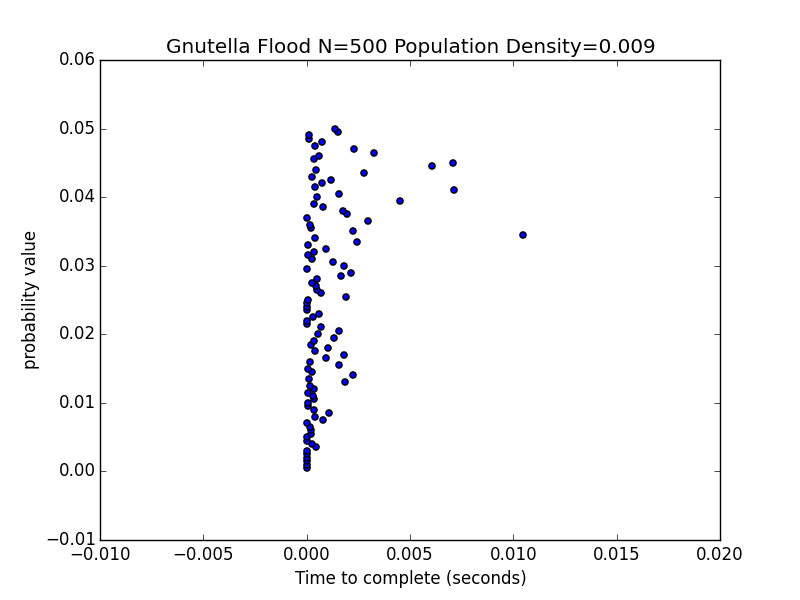 Gnutella Flood N=500 Population Density=0.009
0.06
0.05
0.04
0.03
0.02
0.01
0.00
−0.01
probability value
−0.010 −0.005 0.000 0.005 0.010 0.015 0.020
Time to complete (seconds)